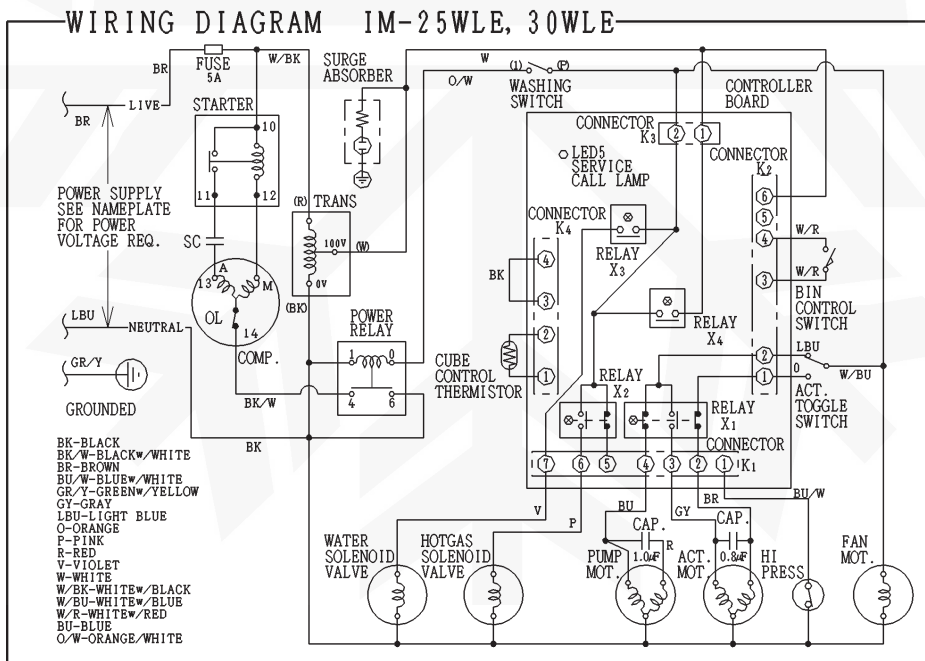 WIRING DIAGRAM IM-25WLE, 30WLE
BR
FUSE
5A
W/BK
SURGE
ABSORBER
W
O/W
(1)
(P)
WASHING
SWITCH
CONTROLLER
BOARD
LIVE
BR
STARTER
10
11
12
POWER SUPPLY
SEE NAMEPLATE
FOR POWER
VOLTAGE REQ.
SC
A
13
M
OL
14
COMP.
(R) TRANS
100V
(W)
0V
(BK)
CONNECTOR
K3
2
1
LED5
SERVICE
CALL LAMP
CONNECTOR
K2
6
5
4
3
2
1
W/R
W/R
BIN
CONTROL
SWITCH
CONNECTOR
K4
4
3
2
1
BK
RELAY
X3
RELAY
X4
LBU
NEUTRAL
POWER
RELAY
1
0
4
6
CUBE
CONTROL
THERMISTOR
LBU
O
W/BU
ACT.
TOGGLE
SWITCH
GR/Y
GROUNDED
BK/W
BK
RELAY
X2
RELAY
X1
CONNECTOR
K1
7
6
5
4
3
2
1
BK-BLACK
BK/W-BLACKw/WHITE
BR-BROWN
BU/W-BLUEw/WHITE
GR/Y-GREENw/YELLOW
GY-GRAY
LBU-LIGHT BLUE
O-ORANGE
P-PINK
R-RED
V-VIOLET
W-WHITE
W/BK-WHITEw/BLACK
W/BU-WHITEw/BLUE
W/R-WHITEw/RED
BU-BLUE
O/W-ORANGE/WHITE
V
P
BU
GY
BR
BU/W
WATER
SOLENOID
VALVE
HOTGAS
SOLENOID
VALVE
CAP.
1.0μF
R
PUMP
MOT.
CAP.
0.8μF
ACT.
MOT.
HI
PRESS
FAN
MOT.